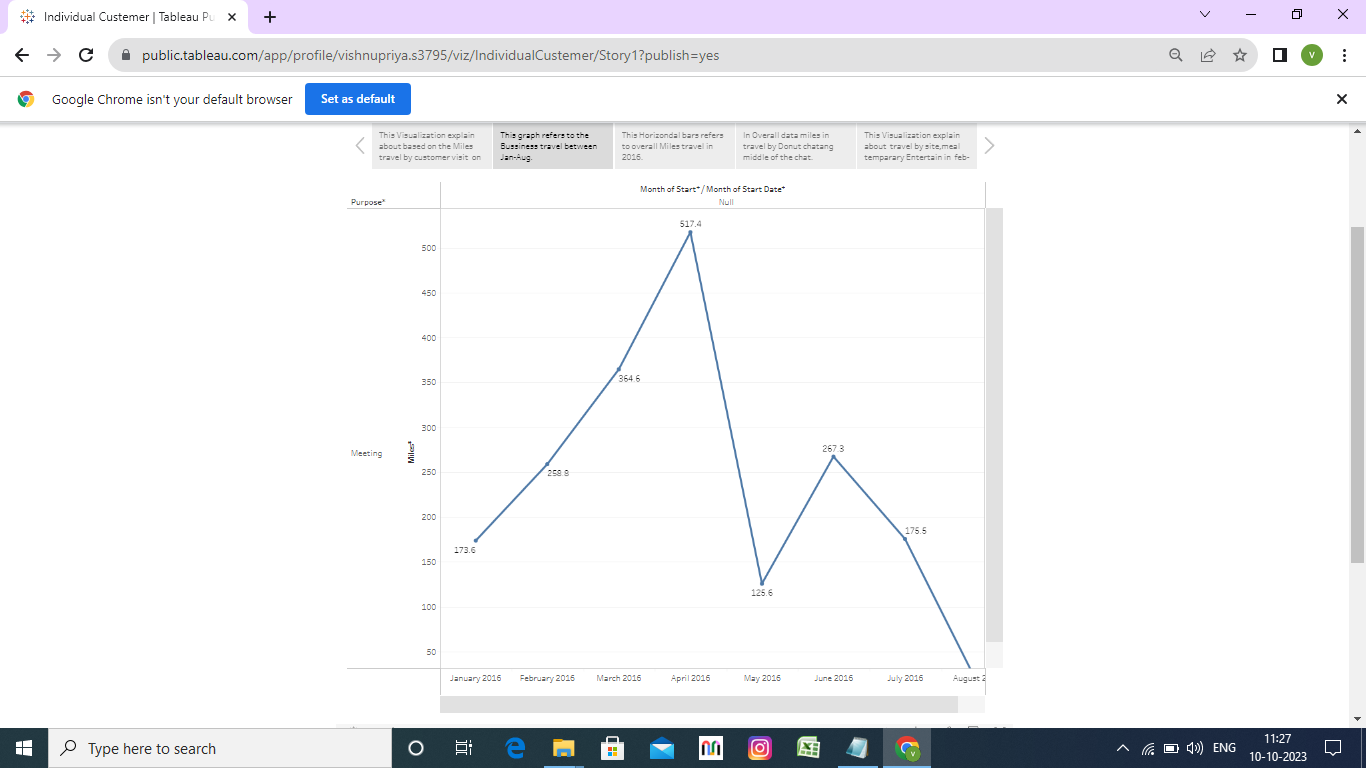 Individual Custemer | Tableau Pu
public.tableau.com/app/profile/vishnupriya.s3795/viz/IndividualCustemer/Story1?publish=yes
V
Google Chrome isn't your default browser
Set as default
This Visualization explain
about based on the Miles
travel by customer visit on
This graph refers to the
Bussiness travel between
Jan-Aug.
This Horizondal bars refers
to overall Miles travel in
2016.
In Overall data miles in
travel by Donut chatang
middle of the chat.
This Visualization explain
about travel by site,meal
temparary Entertain in feb-
Month of Start* / Month of Start Date*
Purpose*
Null
517.4
500
450
400
350
364.6
300
Meeting
Miles*
267.3
250
258.8
200
175.5
173.6
150
125.6
100
50
January 2016
February 2016
March 2016
April 2016
May 2016
June 2016
July 2016
August 2
Type here to search
ENG
11:27
10-10-2023